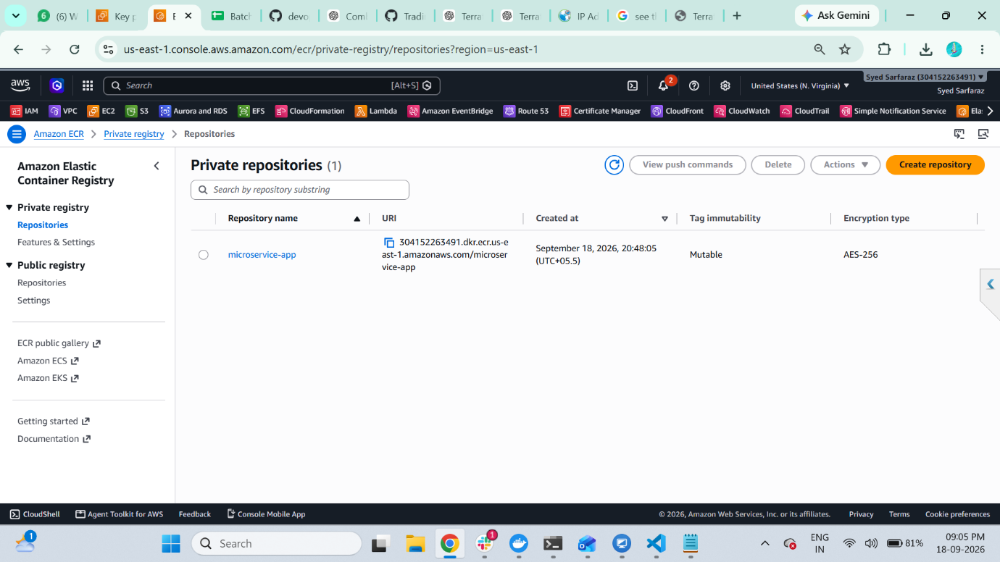 (6) W
Key p
E
Batch
devo
Coml
Tradi
Terra
Terra
IP Ad
see th
Terra
Ask Gemini
us-east-1.console.aws.amazon.com/ecr/private-registry/repositories?region=us-east-1
aws
Search
[Alt+S]
2
United States (N. Virginia)
Syed Sarfaraz (304152263491)
Syed Sarfaraz
IAM
VPC
EC2
S3
Aurora and RDS
EFS
CloudFormation
Lambda
Amazon EventBridge
Route 53
Certificate Manager
CloudFront
CloudWatch
CloudTrail
Simple Notification Service
Elas
Amazon ECR
Private registry
Repositories
Amazon Elastic
Container Registry
Private registry
Repositories
Features & Settings
Public registry
Repositories
Settings
ECR public gallery
Amazon ECS
Amazon EKS
Getting started
Documentation
Private repositories (1)
View push commands
Delete
Actions
Create repository
Search by repository substring
Repository name
URI
Created at
Tag immutability
Encryption type
microservice-app
304152263491.dkr.ecr.us-e
ast-1.amazonaws.com/microser
vice-app
September 18, 2026, 20:48:05
(UTC+05.5)
Mutable
AES-256
CloudShell
Agent Toolkit for AWS
Feedback
Console Mobile App
© 2026, Amazon Web Services, Inc. or its affiliates.
Privacy
Terms
Cookie preferences
1
Search
1
ENG
IN
81%
09:05 PM
18-09-2026